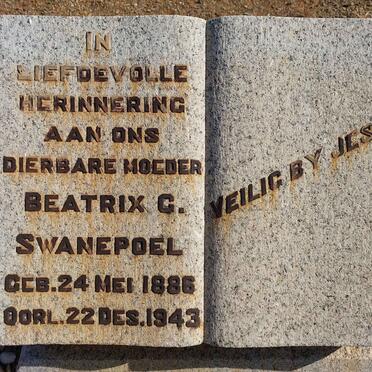 IN
LIEFDEVOLLE
HERINNERING
AAN ONS
DIERBARE MOEDER
BEATRIX C.
SWANEPOEL
GEB. 24 MEI 1886
OORL. 22 DES. 1943
VEILIG BY JES